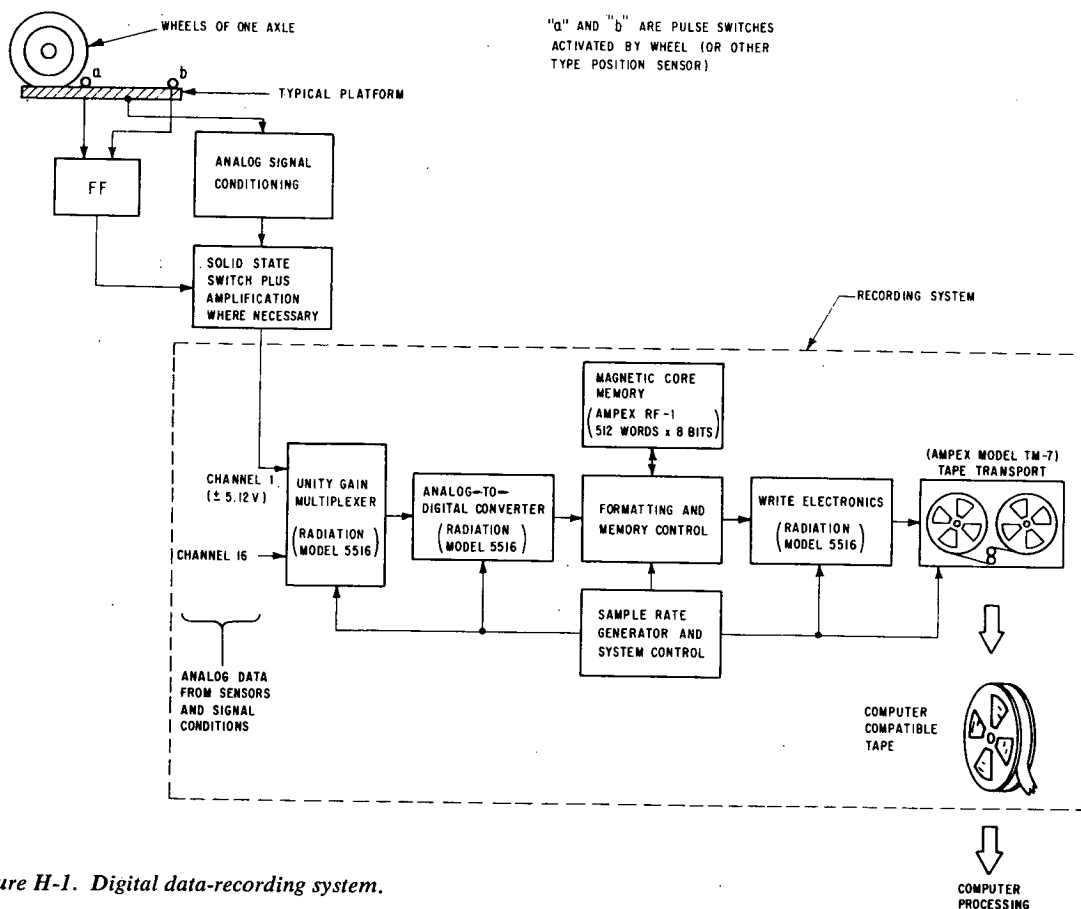 WHEELS OF ONE AXLE
"a" AND "b" ARE PULSE SWITCHES
ACTIVATED BY WHEEL (OR OTHER
TYPE POSITION SENSOR)
a
b
TYPICAL PLATFORM
FF
ANALOG SIGNAL
CONDITIONING
SOLID STATE
SWITCH PLUS
AMPLIFICATION
WHERE NECESSARY
RECORDING SYSTEM
MAGNETIC CORE
MEMORY
(AMPEX RF-1
512 WORDS x 8 BITS)
(AMPEX MODEL TM-7)
TAPE TRANSPORT
CHANNEL 1
(± 5.12V)
CHANNEL 16
UNITY GAIN
MULTIPLEXER
(RADIATION
MODEL 5516)
ANALOG-TO-
DIGITAL CONVERTER
(RADIATION
MODEL 5516)
FORMATTING AND
MEMORY CONTROL
WRITE ELECTRONICS
(RADIATION
MODEL 5516)
SAMPLE RATE
GENERATOR AND
SYSTEM CONTROL
ANALOG DATA
FROM SENSORS
AND SIGNAL
CONDITIONS
COMPUTER
COMPATIBLE
TAPE
ure H-1. Digital data-recording system.
COMPUTER
PROCESSING